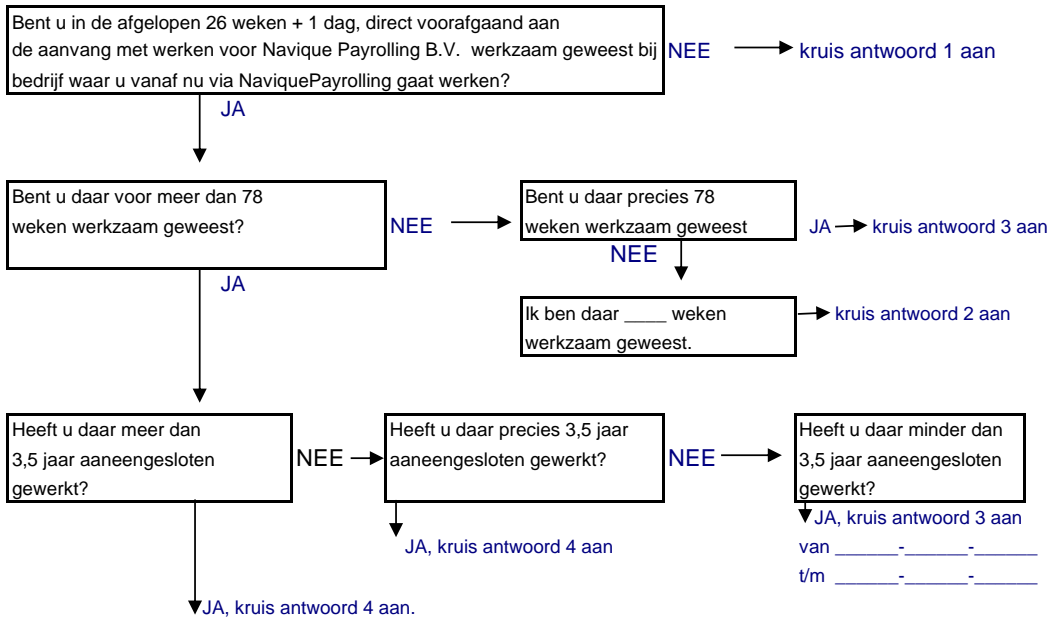 Bent u in de afgelopen 26 weken + 1 dag, direct voorafgaand aan
de aanvang met werken voor Navique Payrolling B.V. werkzaam geweest bij
bedrijf waar u vanaf nu via NaviquePayrolling gaat werken?
NEE
kruis antwoord 1 aan
JA
Bent u daar voor meer dan 78
weken werkzaam geweest?
NEE
Bent u daar precies 78
weken werkzaam geweest
JA
kruis antwoord 3 aan
NEE
JA
Ik ben daar ____ weken
werkzaam geweest.
kruis antwoord 2 aan
Heeft u daar meer dan
3,5 jaar aaneengesloten
gewerkt?
NEE
Heeft u daar precies 3,5 jaar
aaneengesloten gewerkt?
NEE
Heeft u daar minder dan
3,5 jaar aaneengesloten
gewerkt?
JA, kruis antwoord 3 aan
van ______-______-______
t/m ______-______-______
JA, kruis antwoord 4 aan
JA, kruis antwoord 4 aan.